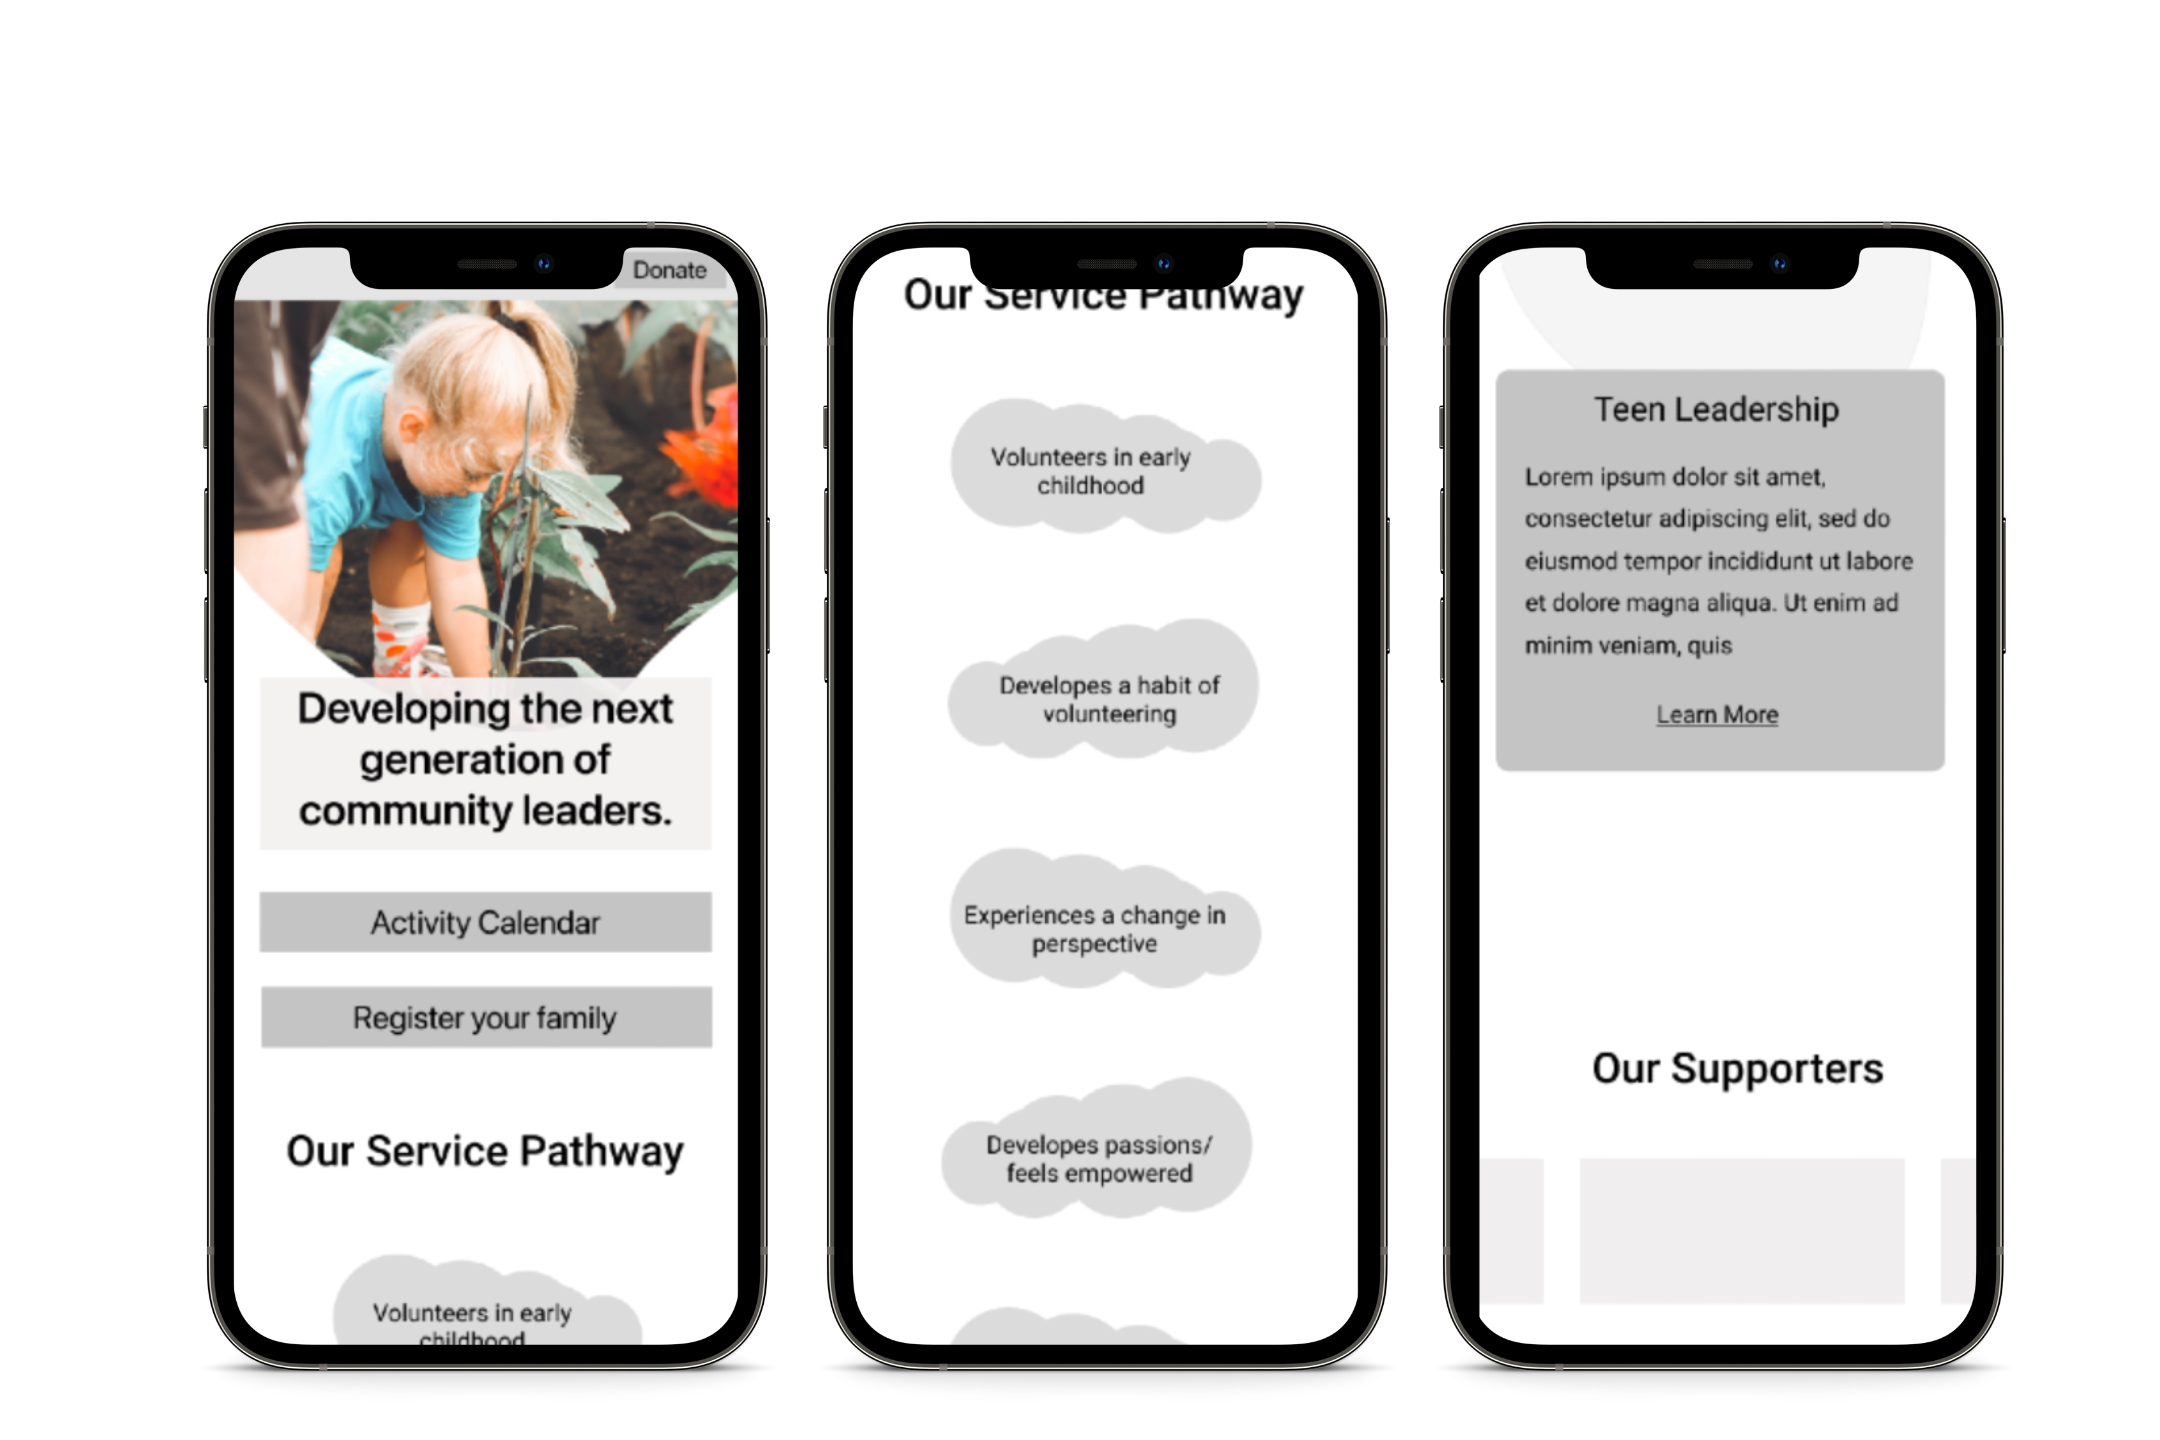 Donate
Developing the next
generation of
community leaders.
Activity Calendar
Register your family
Our Service Pathway
Volunteers in early
childhood
Our Service Pathway
Volunteers in early
childhood
Developes a habit of
volunteering
Experiences a change in
perspective
Developes passions/
feels empowered
Teen Leadership
Lorem ipsum dolor sit amet,
consectetur adipiscing elit, sed do
eiusmod tempor incididunt ut labore
et dolore magna aliqua. Ut enim ad
minim veniam, quis
Learn More
Our Supporters